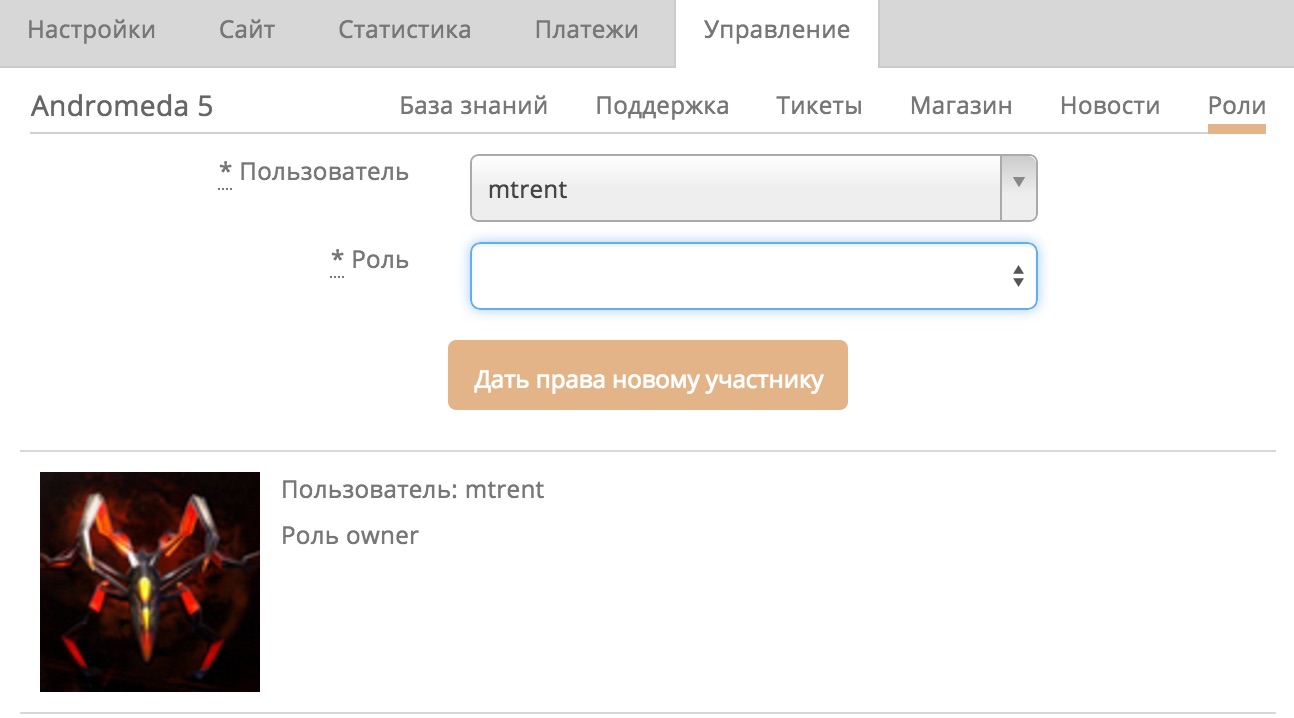 Настройки Сайт Статистика Платежи Управление
Andromeda 5 База знаний Поддержка Тикеты Магазин Новости Роли
* Пользователь mtrent
* Роль
Дать права новому участнику
Пользователь: mtrent
Роль owner